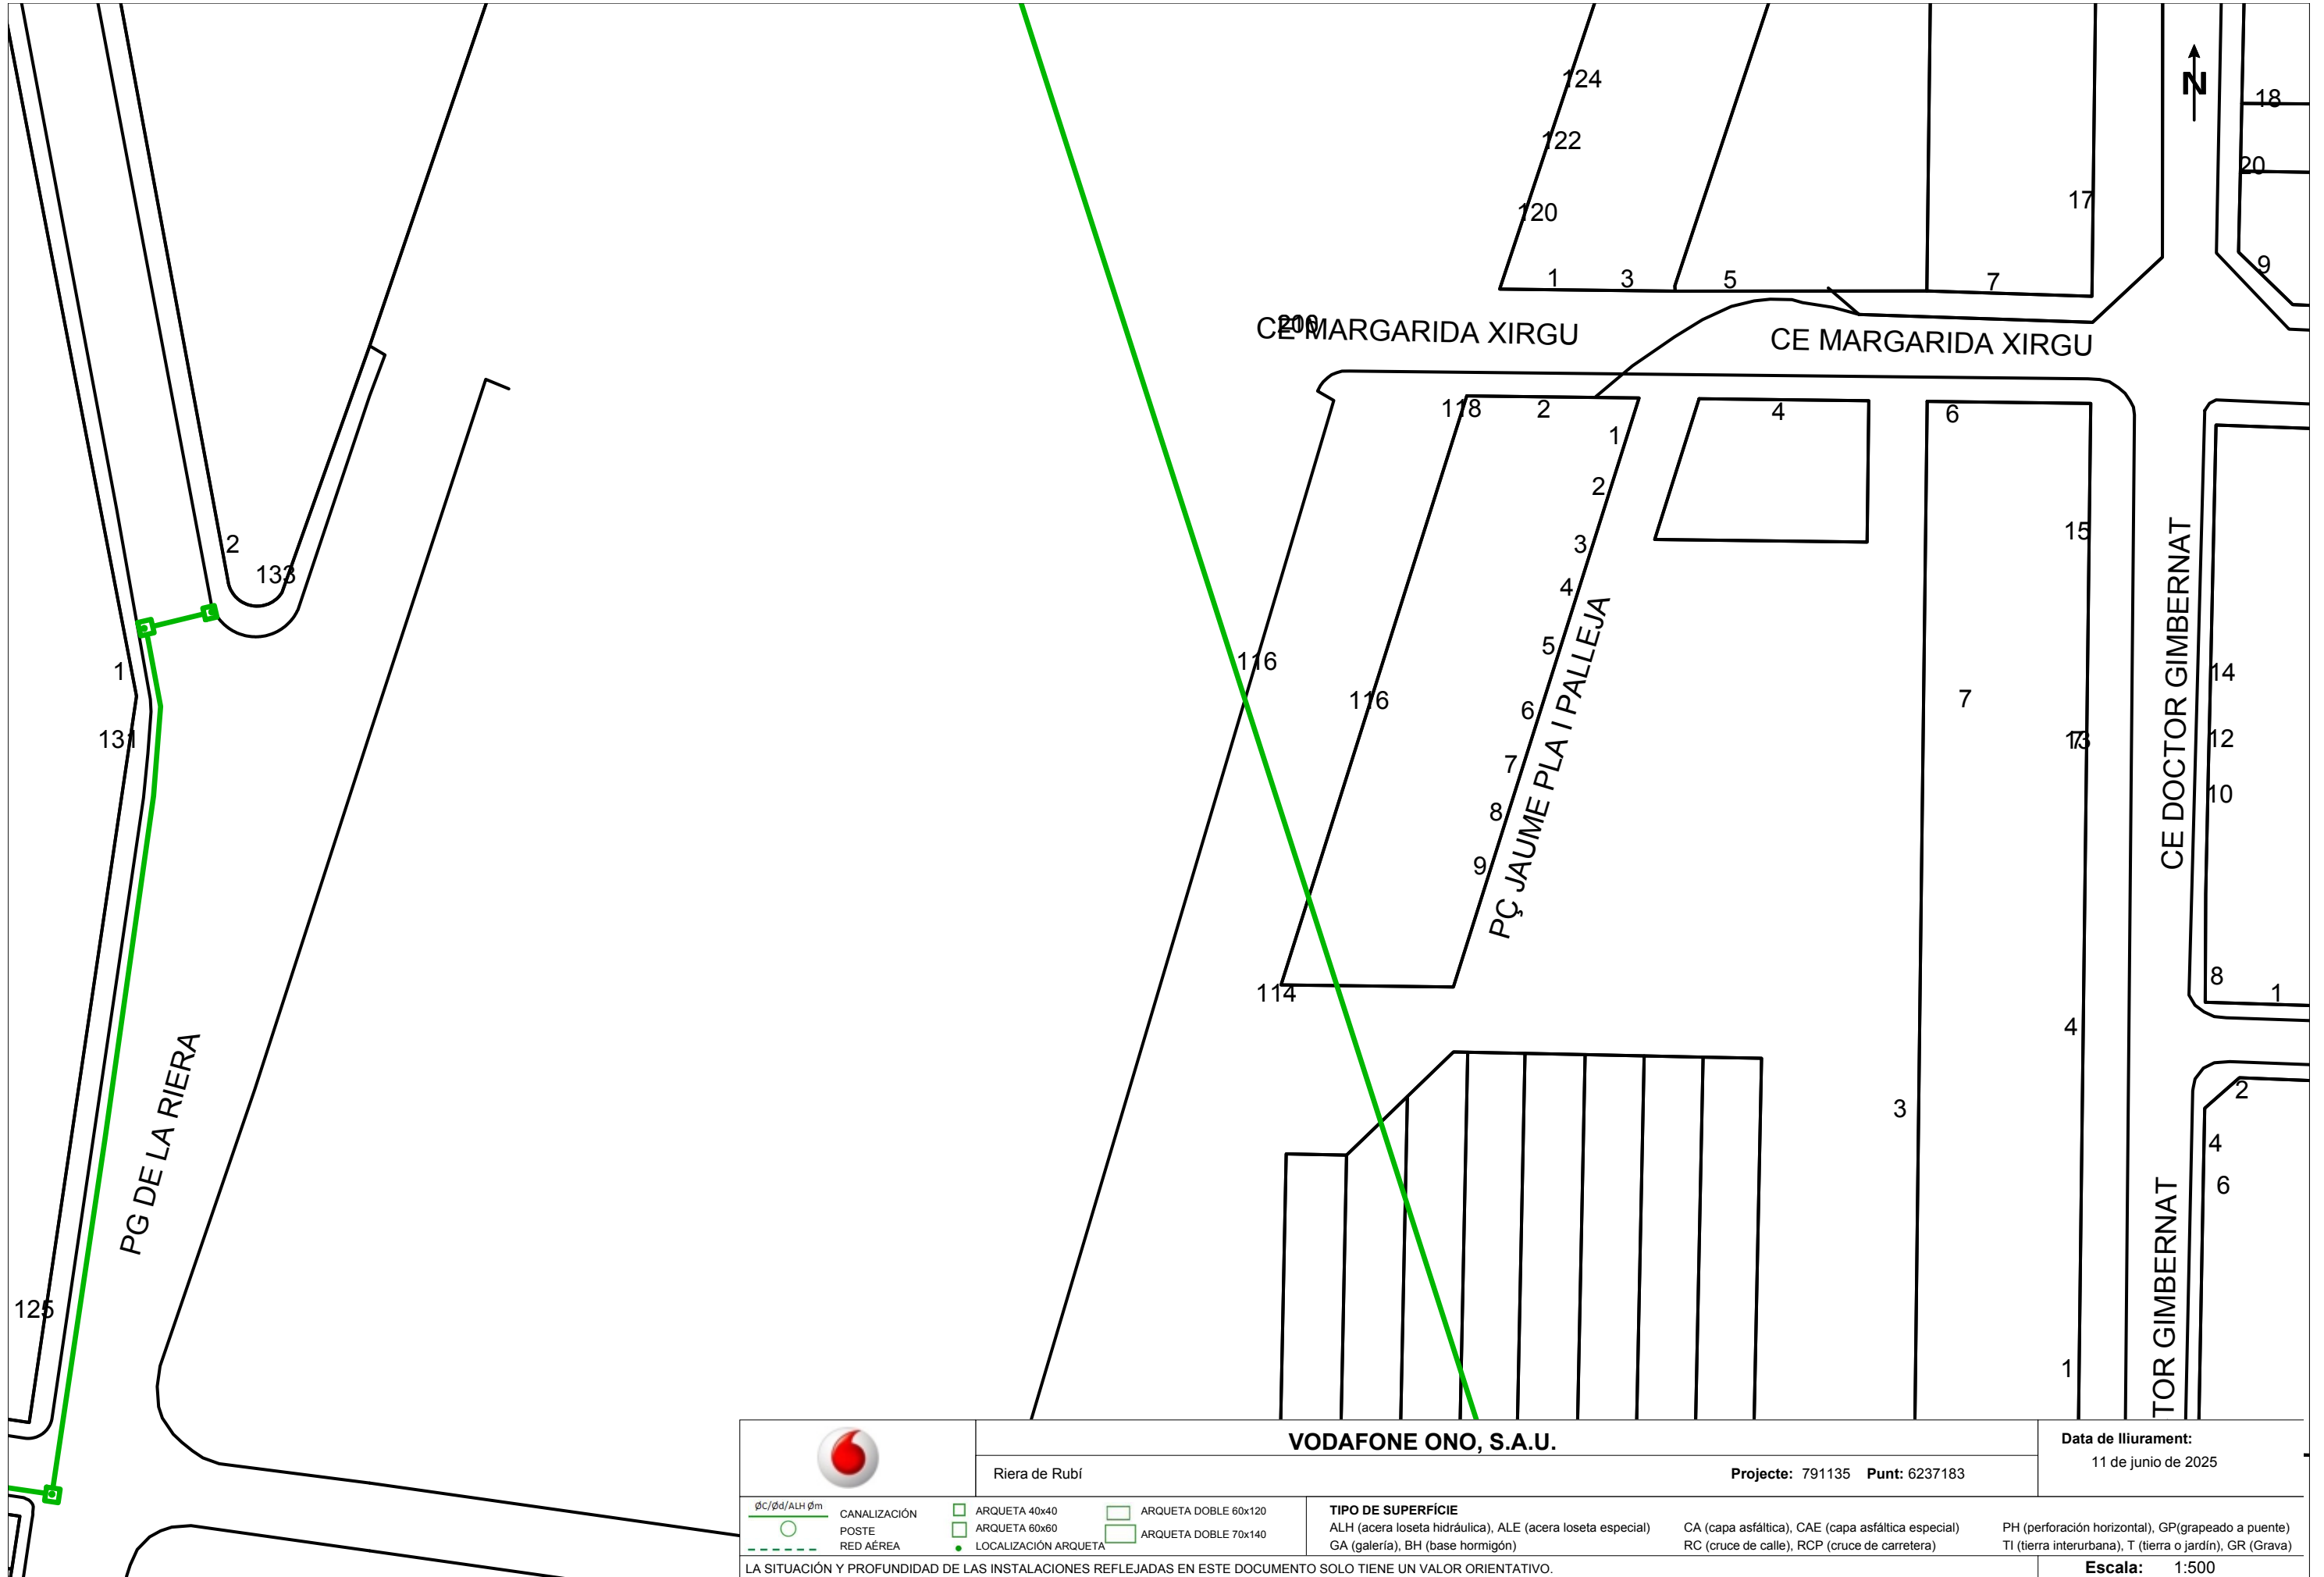 124
N
18
122
20
120
17
9
1 3 5 7
CE MARGARIDA XIRGU
CE MARGARIDA XIRGU
118 2 4 6
1
2
15
3
2
133
4
5
116
1
116
6
7
14
131
13
12
7
8
10
9
PÇ JAUME PLA I PALLEJA
CE DOCTOR GIMBERNAT
8
1
114
4
3
2
4
6
PG DE LA RIERA
125
1
TOR GIMBERNAT
VODAFONE ONO, S.A.U.
Data de lliurament:
11 de junio de 2025
Riera de Rubí
Projecte: 791135 Punt: 6237183
ØC/Ød/ALH Øm
CANALIZACIÓN
POSTE
RED AÉREA
ARQUETA 40x40
ARQUETA 60x60
LOCALIZACIÓN ARQUETA
ARQUETA DOBLE 60x120
ARQUETA DOBLE 70x140
TIPO DE SUPERFÍCIE
ALH (acera loseta hidráulica), ALE (acera loseta especial)
GA (galería), BH (base hormigón)
CA (capa asfáltica), CAE (capa asfáltica especial)
RC (cruce de calle), RCP (cruce de carretera)
PH (perforación horizontal), GP(grapeado a puente)
TI (tierra interurbana), T (tierra o jardín), GR (Grava)
LA SITUACIÓN Y PROFUNDIDAD DE LAS INSTALACIONES REFLEJADAS EN ESTE DOCUMENTO SOLO TIENE UN VALOR ORIENTATIVO.
Escala: 1:500